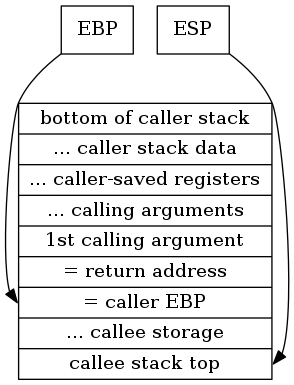 EBP
ESP
bottom of caller stack
... caller stack data
... caller-saved registers
... calling arguments
1st calling argument
= return address
= caller EBP
... callee storage
callee stack top